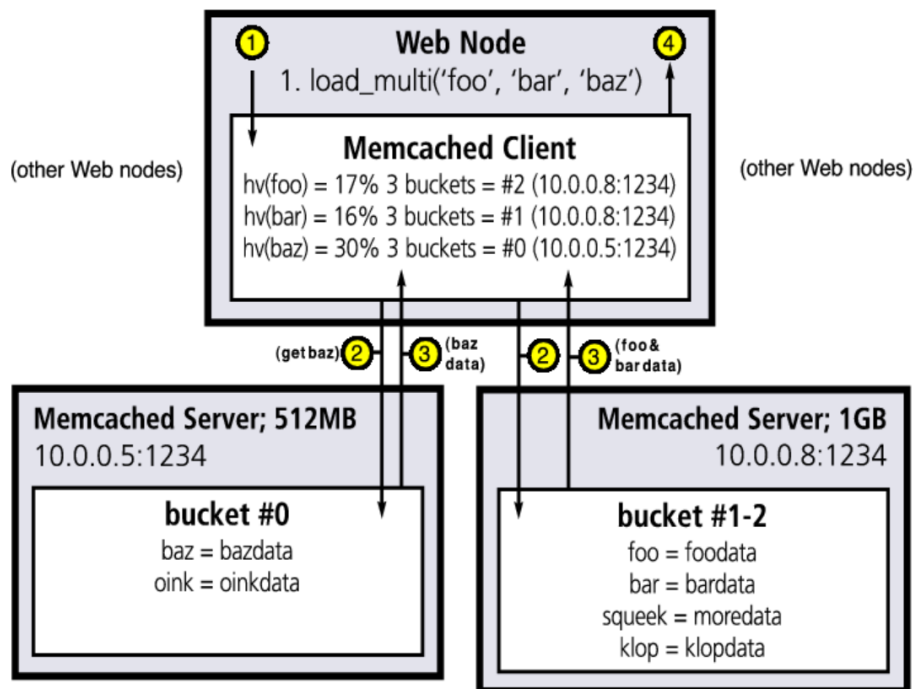 1
Web Node
4
1. load_multi(‘foo’, ‘bar’, ‘baz’)
(other Web nodes)
Memcached Client
(other Web nodes)
hv(foo) = 17% 3 buckets = #2 (10.0.0.8:1234)
hv(bar) = 16% 3 buckets = #1 (10.0.0.8:1234)
hv(baz) = 30% 3 buckets = #0 (10.0.0.5:1234)
(get baz)
2
3
(baz
data)
2
3
(foo &
bar data)
Memcached Server; 512MB
10.0.0.5:1234
bucket #0
baz = bazdata
oink = oinkdata
Memcached Server; 1GB
10.0.0.8:1234
bucket #1-2
foo = foodata
bar = bardata
squeek = moredata
klop = klopdata